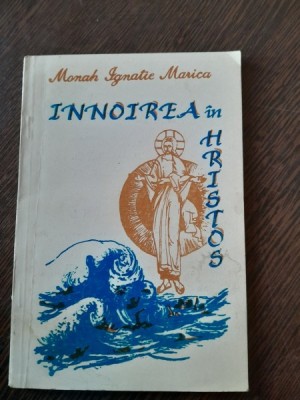 Monah Ignatie Marica
INNOIREA în
HRISTOS